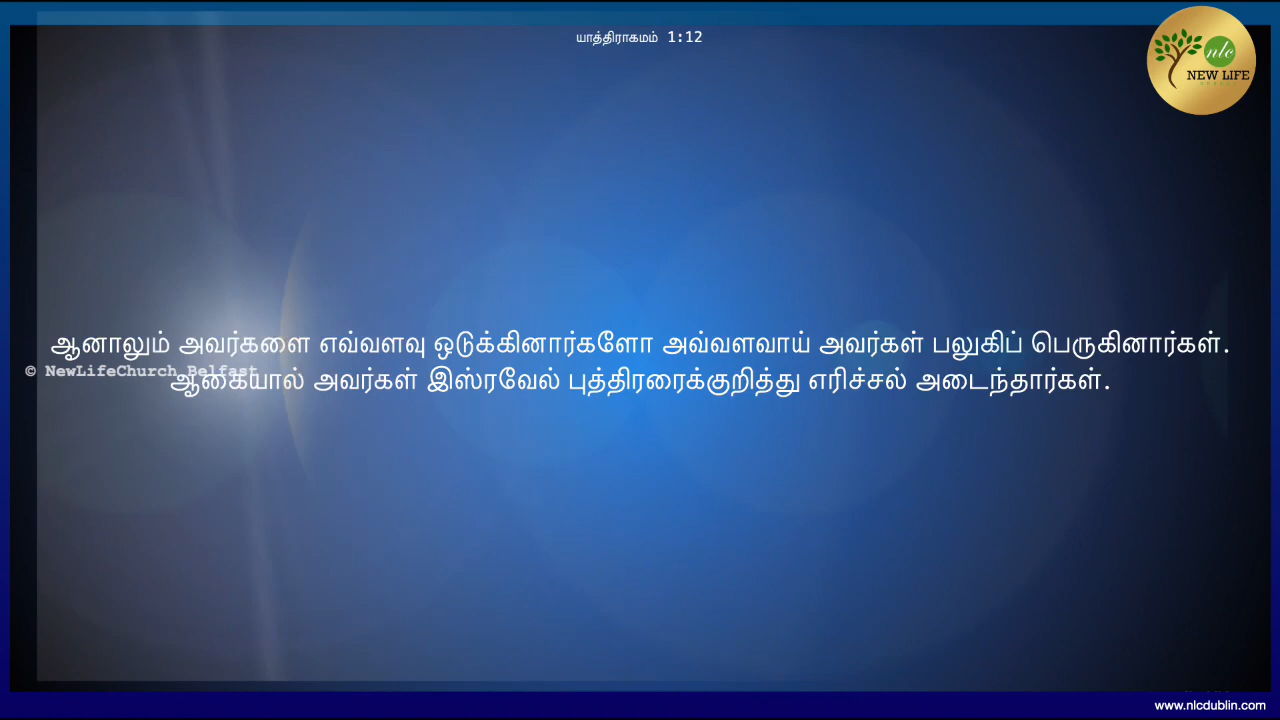 யாத்திராகமம் 1:12
nlc
NEW LIFE
ஆனாலும் அவர்களை எவ்வளவு ஒடுக்கினார்களோ அவ்வளவாய் அவர்கள் பலுகிப் பெருகினார்கள்.
© NewLifeChurch Belfast
ஆகையால் அவர்கள் இஸ்ரவேல் புத்திரரைக்குறித்து எரிச்சல் அடைந்தார்கள்.
www.nlcdublin.com